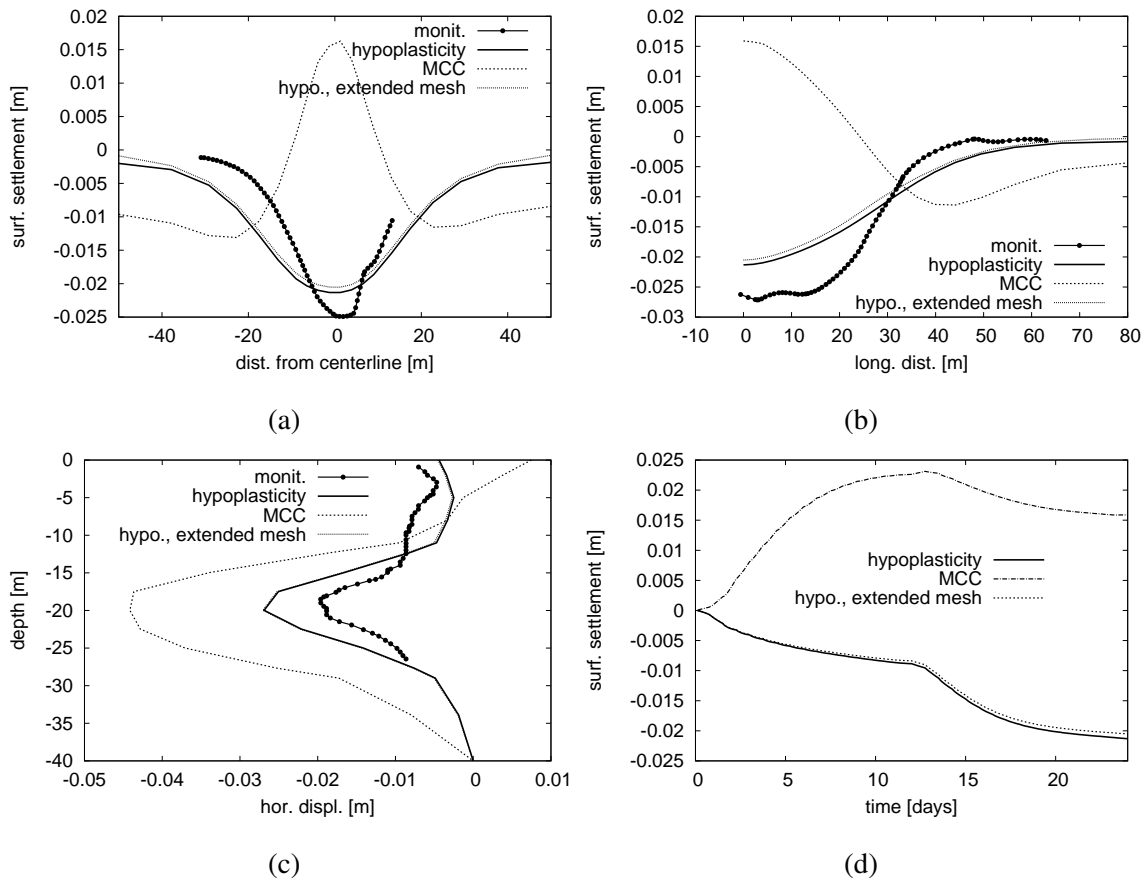 0.02
0.015
0.01
0.005
0
-0.005
-0.01
-0.015
-0.02
-0.025
-40 -20 0 20 40
surf. settlement [m]
dist. from centerline [m]
monit.
hypoplasticity
MCC
hypo., extended mesh
(a)
0.02
0.015
0.01
0.005
0
-0.005
-0.01
-0.015
-0.02
-0.025
-0.03
-10 0 10 20 30 40 50 60 70 80
surf. settlement [m]
long. dist. [m]
monit.
hypoplasticity
MCC
hypo., extended mesh
(b)
0
-5
-10
-15
-20
-25
-30
-35
-40
-0.05 -0.04 -0.03 -0.02 -0.01 0 0.01
depth [m]
hor. displ. [m]
monit.
hypoplasticity
MCC
hypo., extended mesh
(c)
0.025
0.02
0.015
0.01
0.005
0
-0.005
-0.01
-0.015
-0.02
-0.025
0 5 10 15 20
surf. settlement [m]
time [days]
hypoplasticity
MCC
hypo., extended mesh
(d)